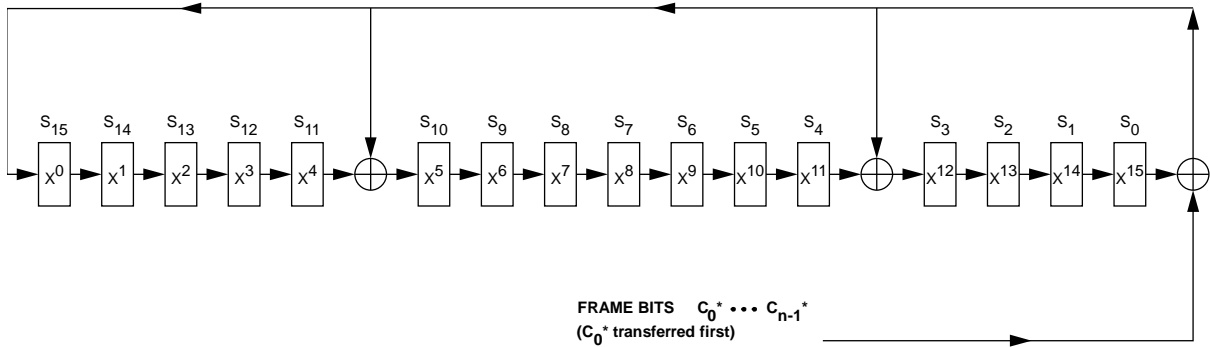 S15 S14 S13 S12 S11 S10 S9 S8 S7 S6 S5 S4 S3 S2 S1 S0
X0 X1 X2 X3 X4 X5 X6 X7 X8 X9 X10 X11 X12 X13 X14 X15
FRAME BITS C0* • • • Cn-1*
(C0* transferred first)